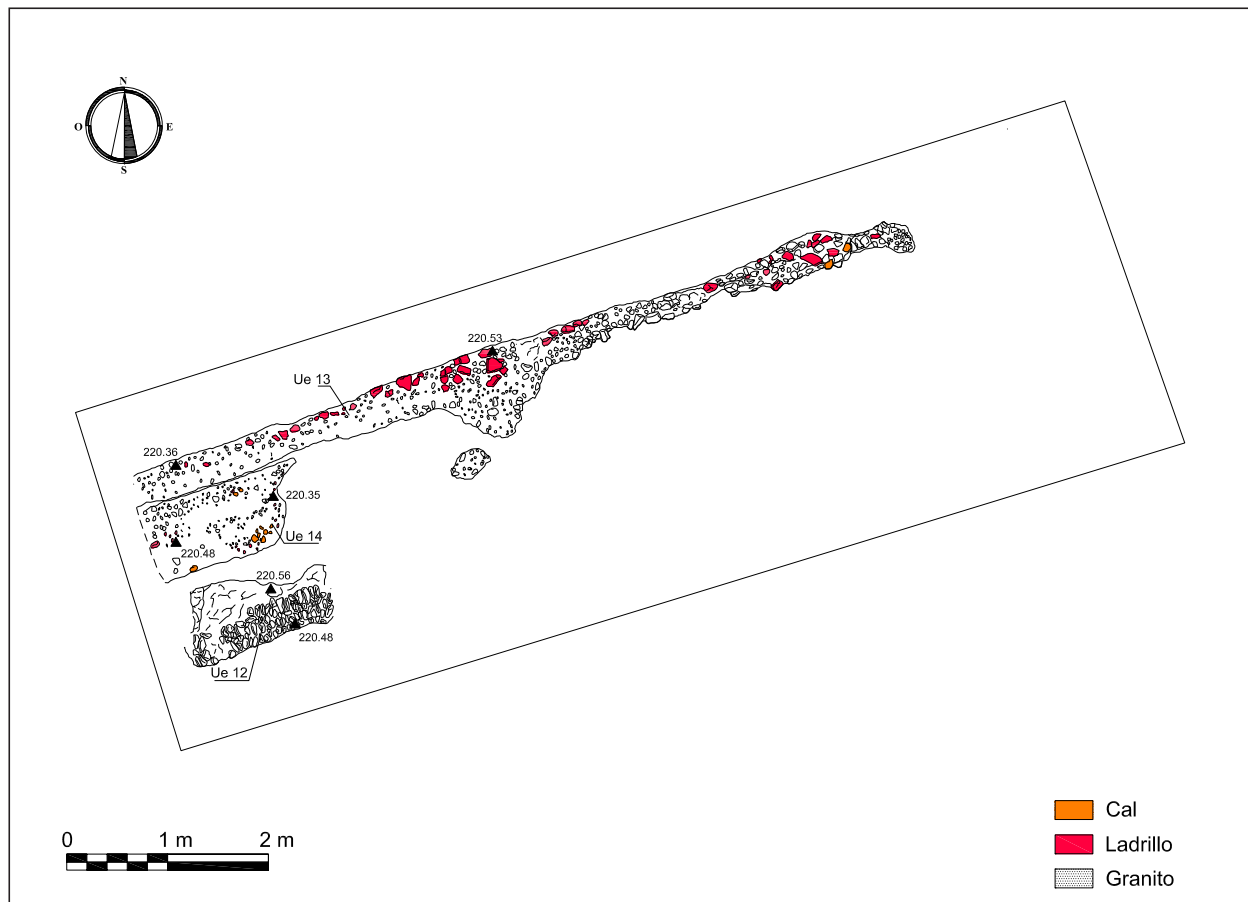 N
O E
S
220.53
Ue 13
220.36
220.35
Ue 14
220.48
220.56
220.48
Ue 12
0 1 m 2 m
Cal
Ladrillo
Granito